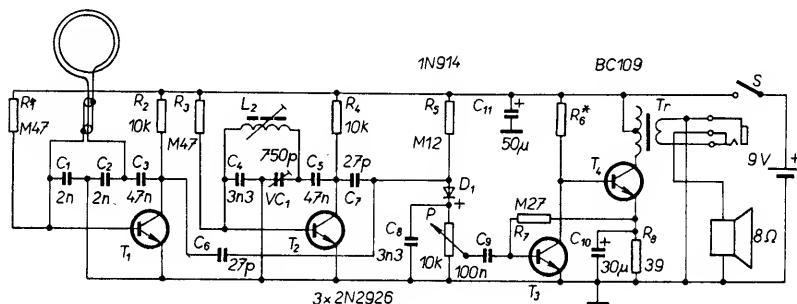 1N914
BC109
R1*
M47
R2
10k
R3
M47
L2
750p
VC1
R4
10k
27p
C7
R5
M12
C11
+
50µ
R6*
Tr
S
9V
+
C1
2n
C2
2n
C3
47n
C4
3n3
C5
47n
D1
+
C8
3n3
P
10k
C9
100n
M27
R7
T4
C10
+
30µ
R8
39
8Ω
T1
C6
27p
T2
T3
3×2N2926